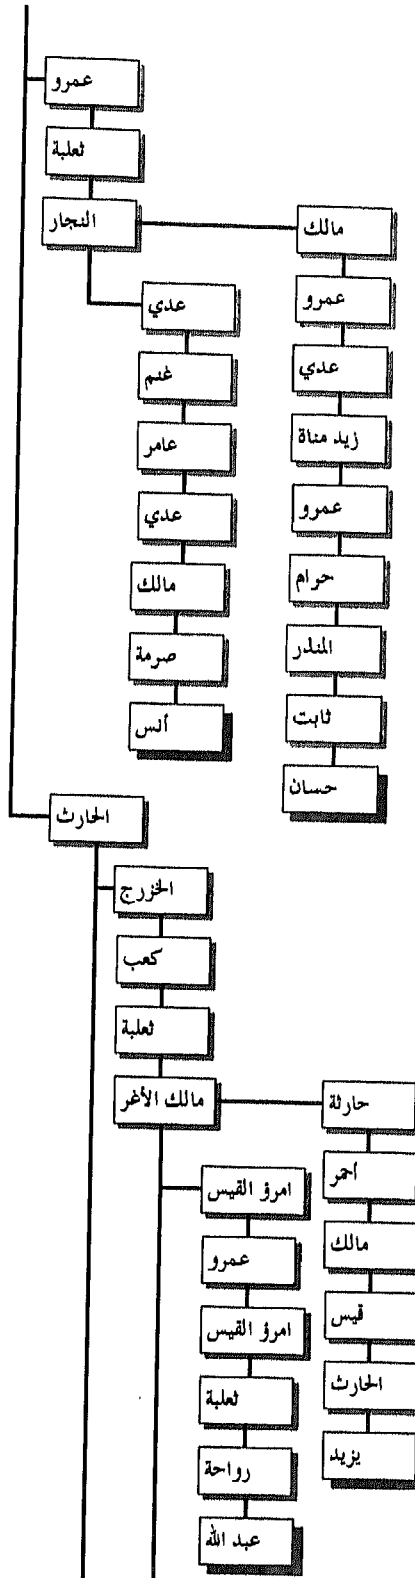 عمرو
ثعلبة
النجار
مالك
عدي
عمرو
غنم
عدي
عامر
زيد مناة
عدي
عمرو
مالك
حرام
صرمة
المنذر
أنس
ثابت
حسان
الحارث
الخزرج
كعب
ثعلبة
مالك الأغر
حارثة
امرؤ القيس
أحمر
عمرو
مالك
امرؤ القيس
قيس
ثعلبة
الحارث
رواحة
يزيد
عبد الله